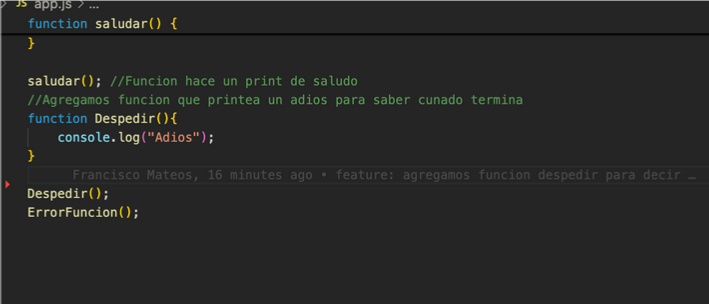 JS app.js > ...
function saludar() {
}
saludar(); //Funcion hace un print de saludo
//Agregamos funcion que printea un adios para saber cunado termina
function Despedir(){
console.log("Adios");
}
Francisco Mateos, 16 minutes ago • feature: agregamos funcion despedir para decir …
Despedir();
ErrorFuncion();